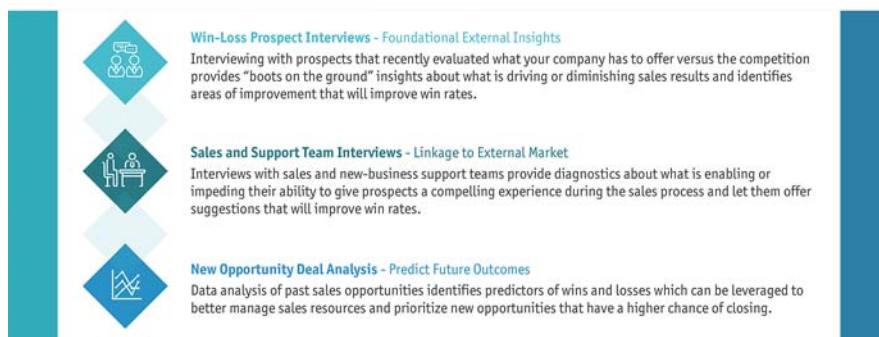 Win-Loss Prospect Interviews - Foundational External Insights
Interviewing with prospects that recently evaluated what your company has to offer versus the competition
provides “boots on the ground” insights about what is driving or diminishing sales results and identifies
areas of improvement that will improve win rates.
Sales and Support Team Interviews - Linkage to External Market
Interviews with sales and new-business support teams provide diagnostics about what is enabling or
impeding their ability to give prospects a compelling experience during the sales process and let them offer
suggestions that will improve win rates.
New Opportunity Deal Analysis - Predict Future Outcomes
Data analysis of past sales opportunities identifies predictors of wins and losses which can be leveraged to
better manage sales resources and prioritize new opportunities that have a higher chance of closing.